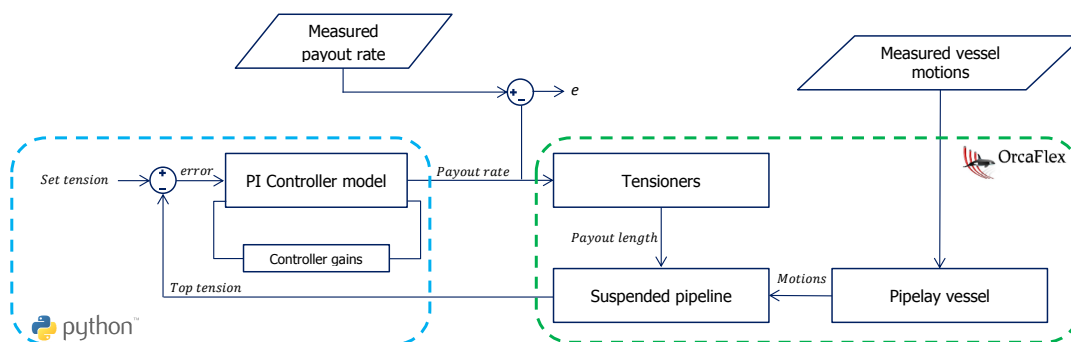 Measured
payout rate
Measured vessel
motions
+
−
e
OrcaFlex
Set tension
+
−
error
PI Controller model
Payout rate
Tensioners
Controller gains
Payout length
Top tension
Suspended pipeline
Motions
Pipelay vessel
python™